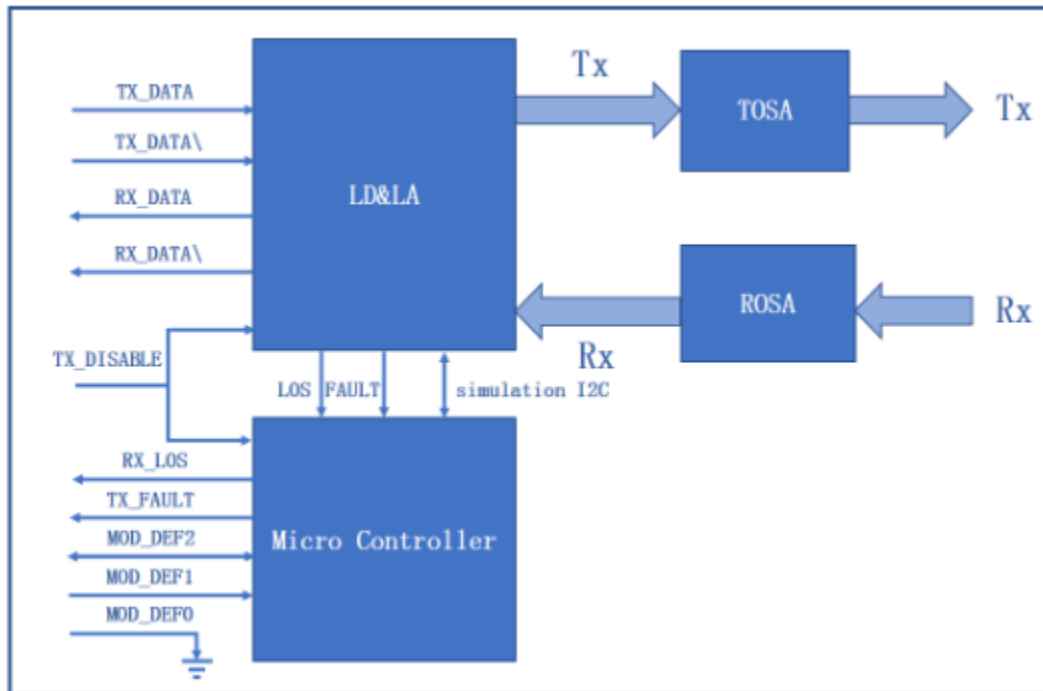 Tx
TX_DATA
TOSA
Tx
TX_DATA\
LD&LA
RX_DATA
RX_DATA\
ROSA
Rx
Rx
TX_DISABLE
LOS
FAULT
simulation I2C
RX_LOS
TX_FAULT
MOD_DEF2
Micro Controller
MOD_DEF1
MOD_DEF0